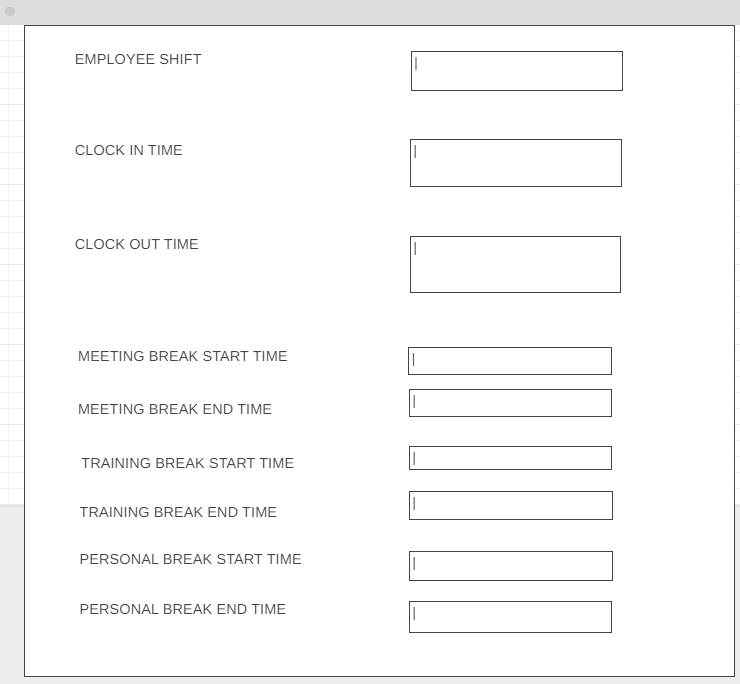 EMPLOYEE SHIFT
|
CLOCK IN TIME
|
CLOCK OUT TIME
|
MEETING BREAK START TIME
|
MEETING BREAK END TIME
|
TRAINING BREAK START TIME
|
TRAINING BREAK END TIME
|
PERSONAL BREAK START TIME
|
PERSONAL BREAK END TIME
|